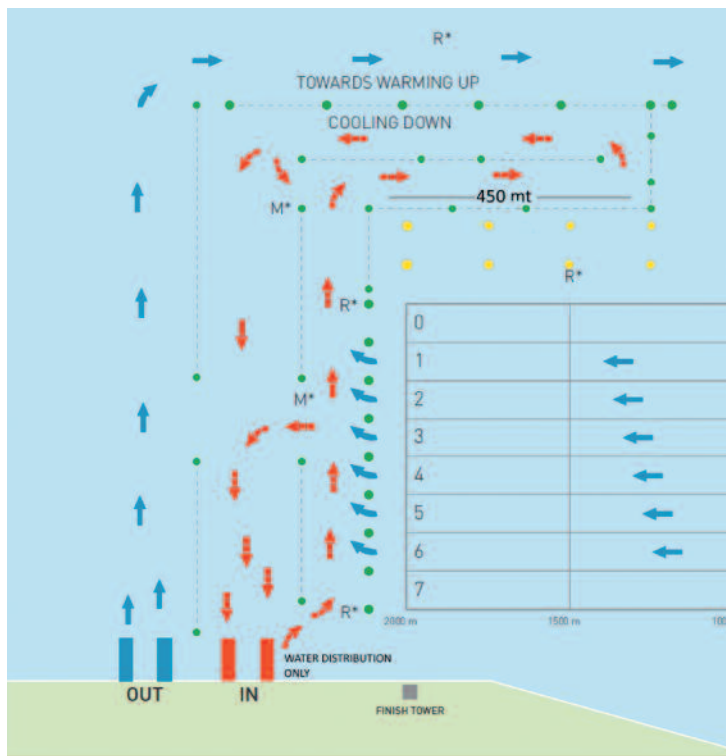 R*
TOWARDS WARMING UP
COOLING DOWN
450 mt
M*
R*
R*
0
1
M*
2
3
4
5
6
7
R*
2000 m
1500 m
100
WATER DISTRIBUTION
ONLY
OUT
IN
FINISH TOWER